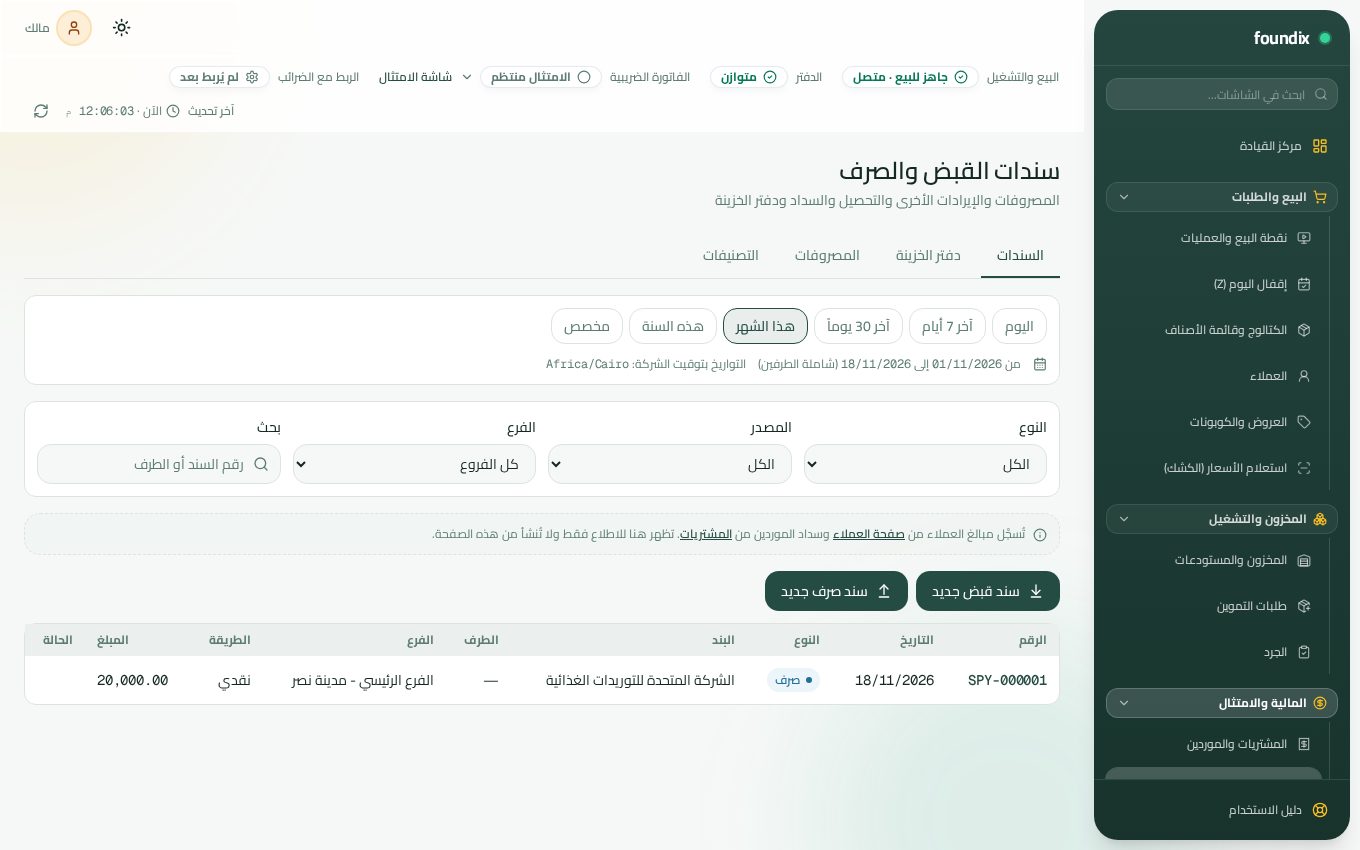 foundix
ابحث في الشاشات...
مركز القيادة
البيع والطلبات
نقطة البيع والعمليات
إقفال اليوم (Z)
الكتالوج وقائمة الأصناف
العملاء
العروض والكوبونات
استعلام الأسعار (الكشك)
المخزون والتشغيل
المخزون والمستودعات
طلبات التموين
الجرد
المالية والامتثال
المشتريات والموردين
دليل الاستخدام
مالك
البيع والتشغيل جاهز للبيع · متصل الدفتر متوازن الفاتورة الضريبية الامتثال منتظم شاشة الامتثال الربط مع الضرائب لم يُربط بعد
آخر تحديث الآن · 12:06:03 م
سندات القبض والصرف
المصروفات والإيرادات الأخرى والتحصيل والسداد ودفتر الخزينة
السندات دفتر الخزينة المصروفات التصنيفات
اليوم آخر 7 أيام آخر 30 يوماً هذا الشهر هذه السنة مخصص
من 01/11/2026 إلى 18/11/2026 (شاملة الطرفين) التواريخ بتوقيت الشركة: Africa/Cairo
النوع المصدر الفرع بحث
الكل الكل كل الفروع رقم السند أو الطرف
تُسجَّل مبالغ العملاء من صفحة العملاء وسداد الموردين من المشتريات. تظهر هنا للاطلاع فقط ولا تُنشأ من هذه الصفحة.
سند قبض جديد سند صرف جديد
الرقم التاريخ النوع البند الطرف الفرع الطريقة المبلغ الحالة
SPY-000001 18/11/2026 صرف الشركة المتحدة للتوريدات الغذائية — الفرع الرئيسي - مدينة نصر نقدي 20,000.00